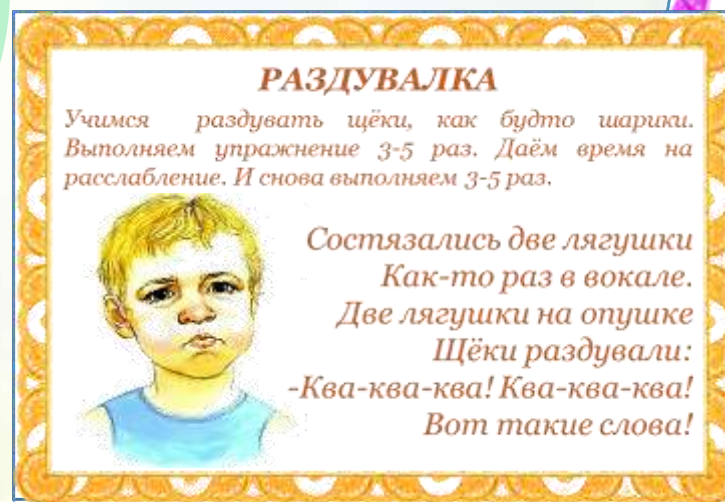 РАЗДУВАЛКА
Учимся раздувать щёки, как будто шарики.
Выполняем упражнение 3-5 раз. Даём время на
расслабление. И снова выполняем 3-5 раз.
Состязались две лягушки
Как-то раз в вокале.
Две лягушки на опушке
Щёки раздували:
-Ква-ква-ква! Ква-ква-ква!
Вот такие слова!